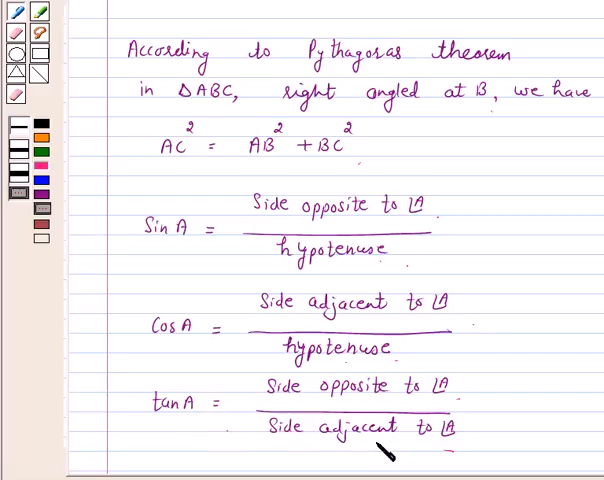 According to Pythagoras theorem
in △ABC, right angled at B, we have
AC² = AB² + BC²
Side opposite to ∠A
Sin A =
hypotenuse
Side adjacent to ∠A
Cos A =
hypotenuse
Side opposite to ∠A
tan A =
Side adjacent to ∠A